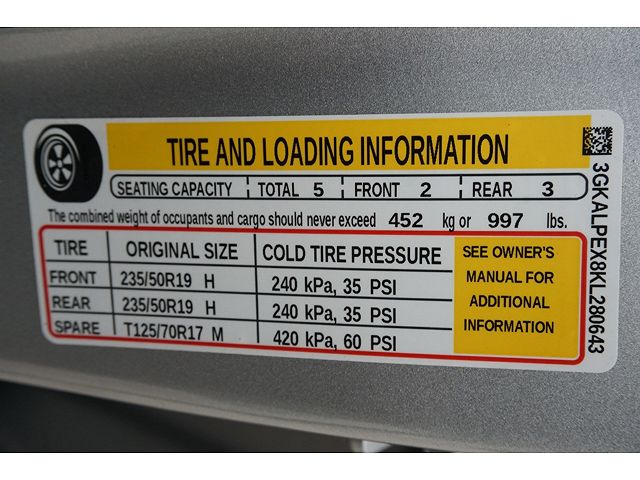 TIRE AND LOADING INFORMATION
SEATING CAPACITY TOTAL 5 FRONT 2 REAR 3
The combined weight of occupants and cargo should never exceed 452 kg or 997 lbs.
TIRE ORIGINAL SIZE COLD TIRE PRESSURE
FRONT 235/50R19 H 240 kPa, 35 PSI
REAR 235/50R19 H 240 kPa, 35 PSI
SPARE T125/70R17 M 420 kPa, 60 PSI
SEE OWNER'S
MANUAL FOR
ADDITIONAL
INFORMATION
3GKALPEX8KL280643